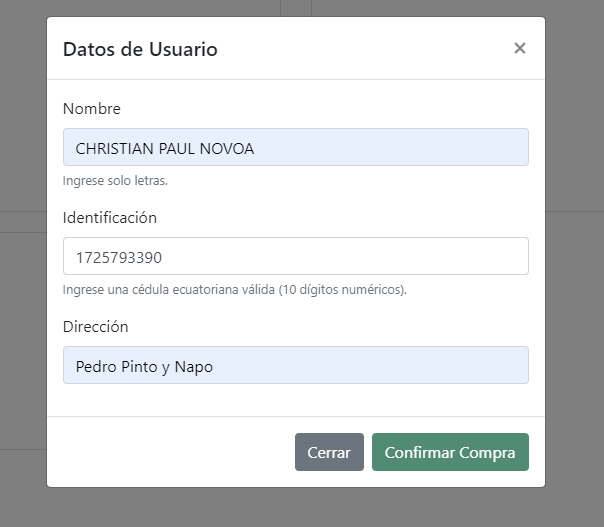 Datos de Usuario
×
Nombre
CHRISTIAN PAUL NOVOA
Ingrese solo letras.
Identificación
1725793390
Ingrese una cédula ecuatoriana válida (10 dígitos numéricos).
Dirección
Pedro Pinto y Napo
Cerrar Confirmar Compra